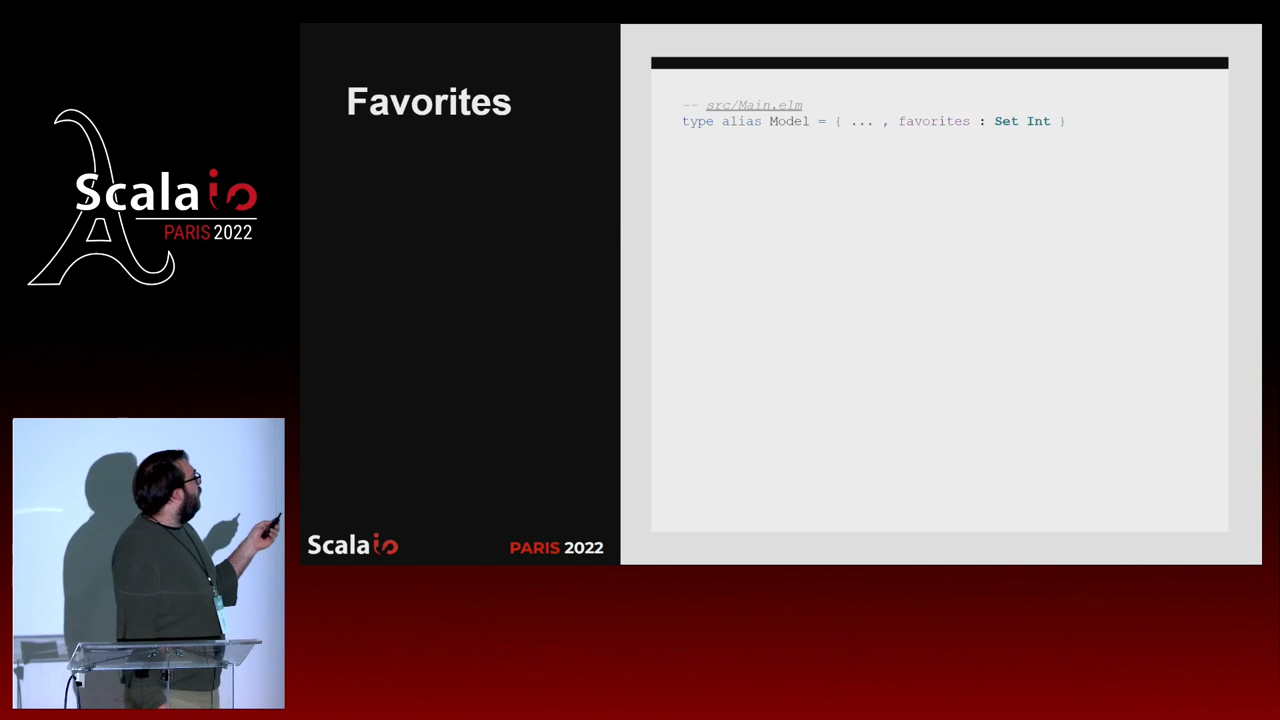 Scala io
PARIS 2022
Favorites
-- src/Main.elm
type alias Model = { ... , favorites : Set Int }
Scala io
PARIS 2022